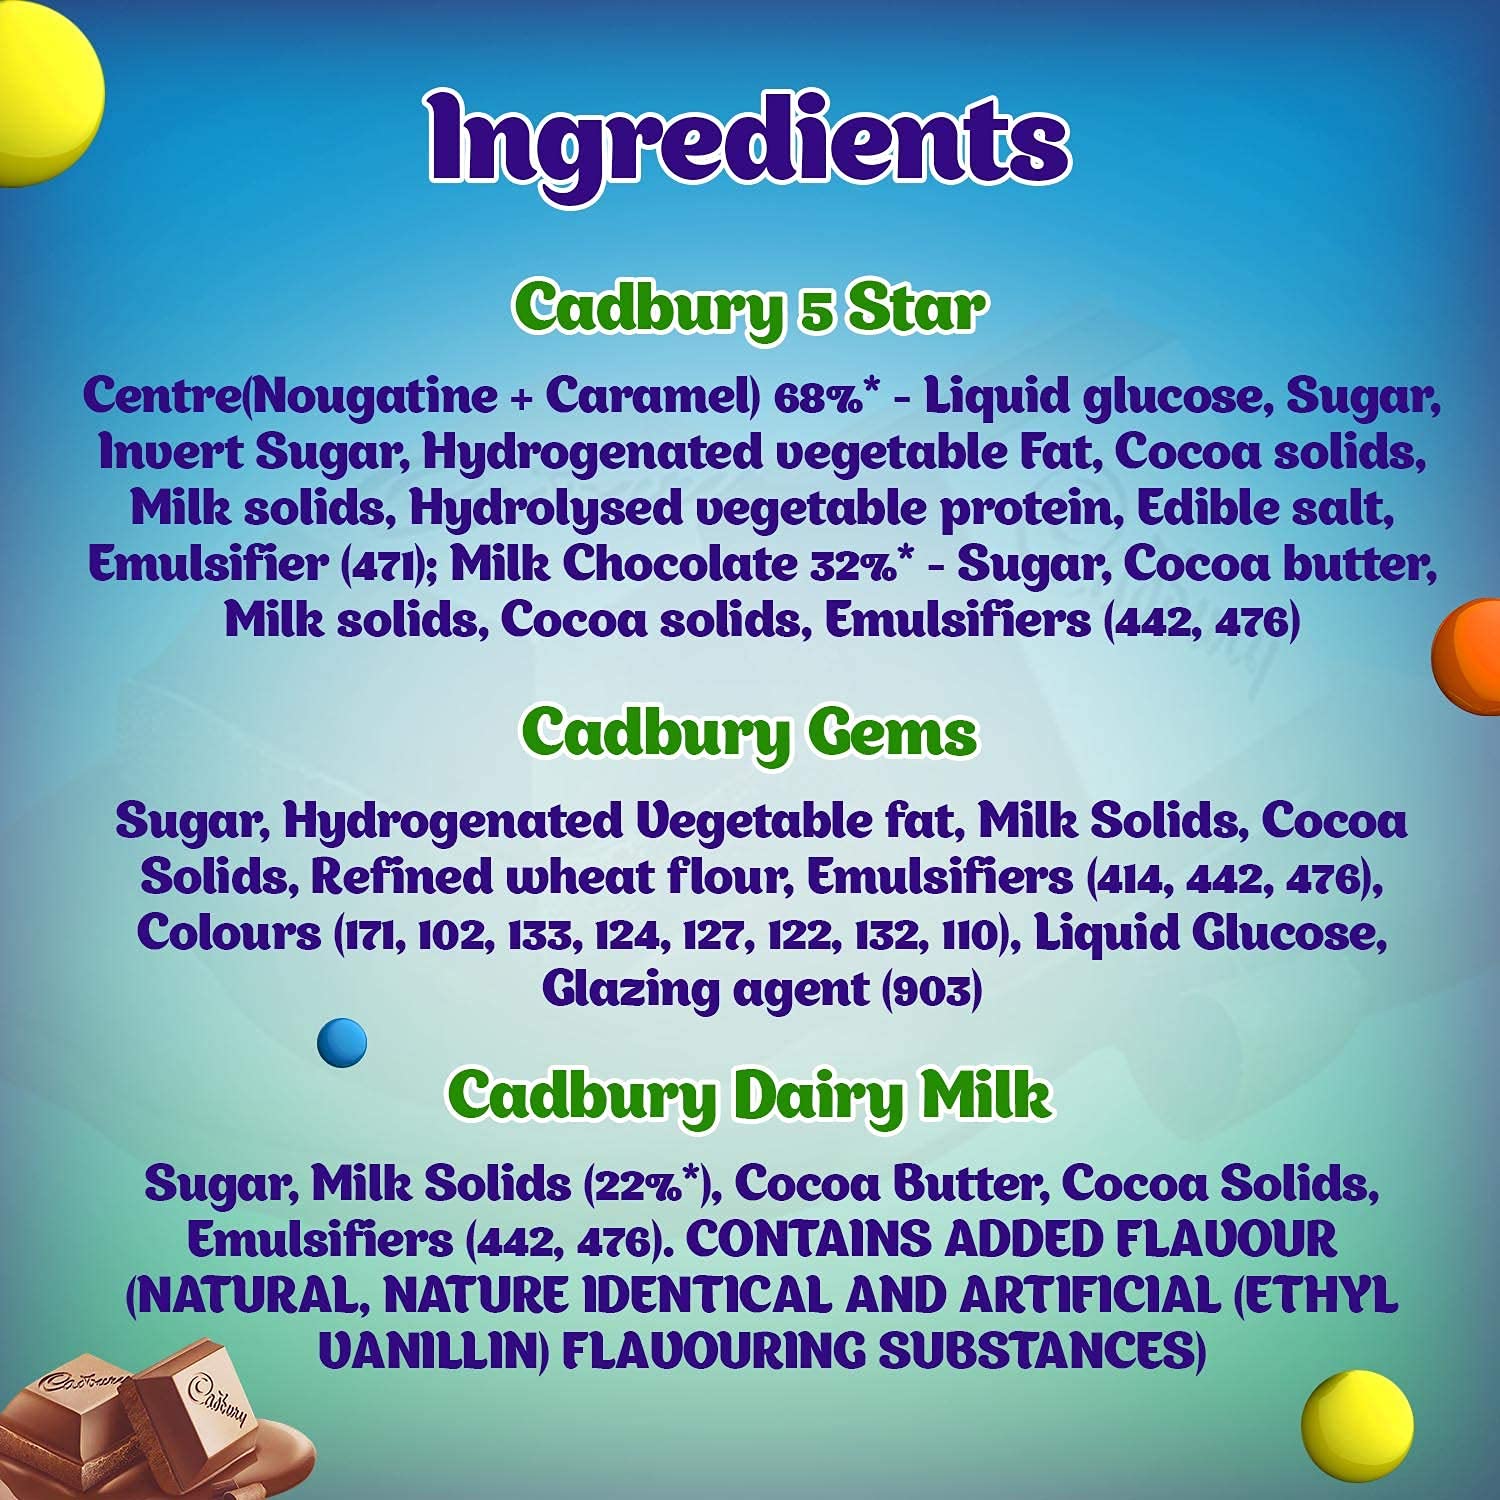 Ingredients
Cadbury 5 Star
Centre(Nougatine + Caramel) 68%* - Liquid glucose, Sugar,
Invert Sugar, Hydrogenated vegetable Fat, Cocoa solids,
Milk solids, Hydrolysed vegetable protein, Edible salt,
Emulsifier (471); Milk Chocolate 32%* - Sugar, Cocoa butter,
Milk solids, Cocoa solids, Emulsifiers (442, 476)
Cadbury Gems
Sugar, Hydrogenated Vegetable fat, Milk Solids, Cocoa
Solids, Refined wheat flour, Emulsifiers (414, 442, 476),
Colours (171, 102, 133, 124, 127, 122, 132, 110), Liquid Glucose,
Glazing agent (903)
Cadbury Dairy Milk
Sugar, Milk Solids (22%*), Cocoa Butter, Cocoa Solids,
Emulsifiers (442, 476). CONTAINS ADDED FLAVOUR
(NATURAL, NATURE IDENTICAL AND ARTIFICIAL (ETHYL
VANILLIN) FLAVOURING SUBSTANCES)
Cadbury
Cadbury